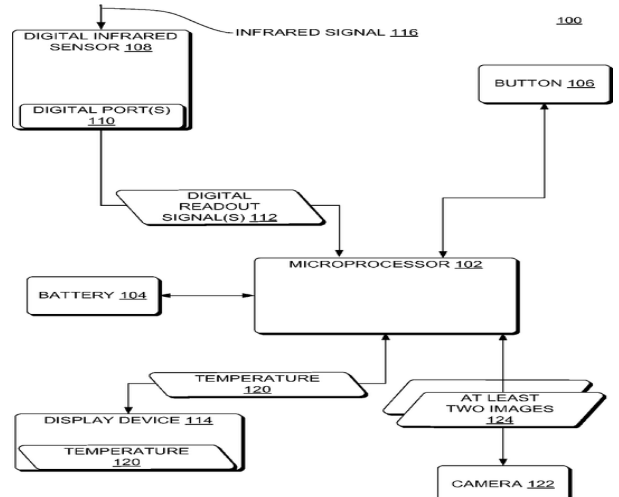 100
DIGITAL INFRARED
SENSOR 108
INFRARED SIGNAL 116
DIGITAL PORT(S)
110
BUTTON 106
DIGITAL
READOUT
SIGNAL(S) 112
MICROPROCESSOR 102
BATTERY 104
TEMPERATURE
120
AT LEAST
TWO IMAGES
124
DISPLAY DEVICE 114
TEMPERATURE
120
CAMERA 122